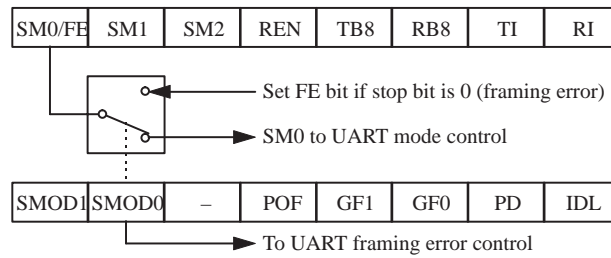 SM0/FE SM1 SM2 REN TB8 RB8 TI RI
Set FE bit if stop bit is 0 (framing error)
SM0 to UART mode control
SMOD1 SMOD0 – POF GF1 GF0 PD IDL
To UART framing error control